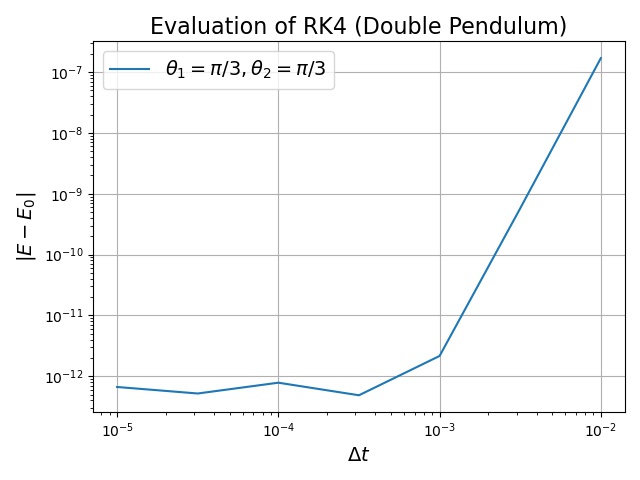 Evaluation of RK4 (Double Pendulum)
θ₁ = π/3, θ₂ = π/3
10⁻⁷
10⁻⁸
10⁻⁹
10⁻¹⁰
10⁻¹¹
10⁻¹²
|E − E₀|
10⁻⁵ 10⁻⁴ 10⁻³ 10⁻²
Δt